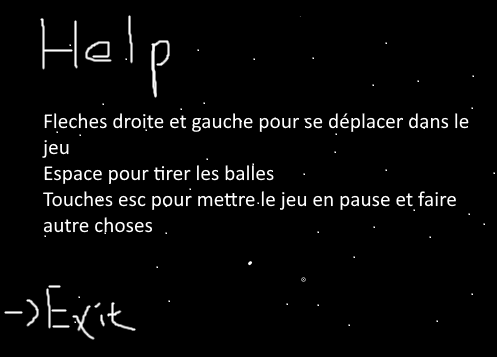 Help
Fleches droite et gauche pour se déplacer dans le
jeu
Espace pour tirer les balles
Touches esc pour mettre le jeu en pause et faire
autre choses
->Exit